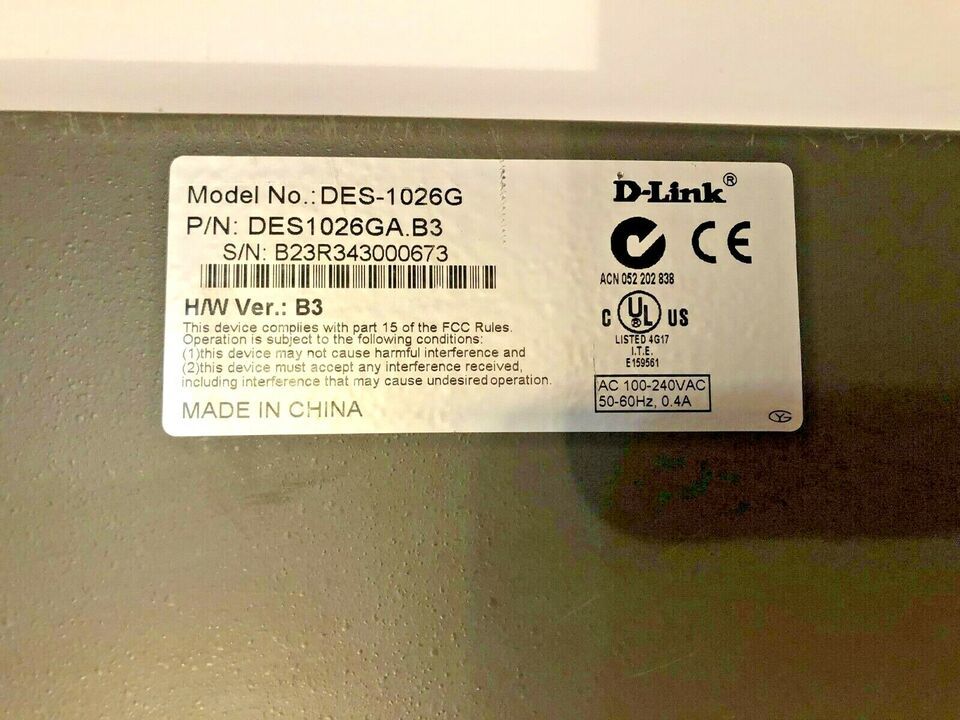 Model No.: DES-1026G
P/N: DES1026GA.B3
S/N: B23R343000673
H/W Ver.: B3
This device complies with part 15 of the FCC Rules.
Operation is subject to the following conditions:
(1)this device may not cause harmful interference and
(2)this device must accept any interference received,
including interference that may cause undesired operation.
MADE IN CHINA
D-Link®
CE
ACN 052 202 838
C UL® US
LISTED 4G17
I.T.E.
E159561
AC 100-240VAC
50-60Hz, 0.4A
YG